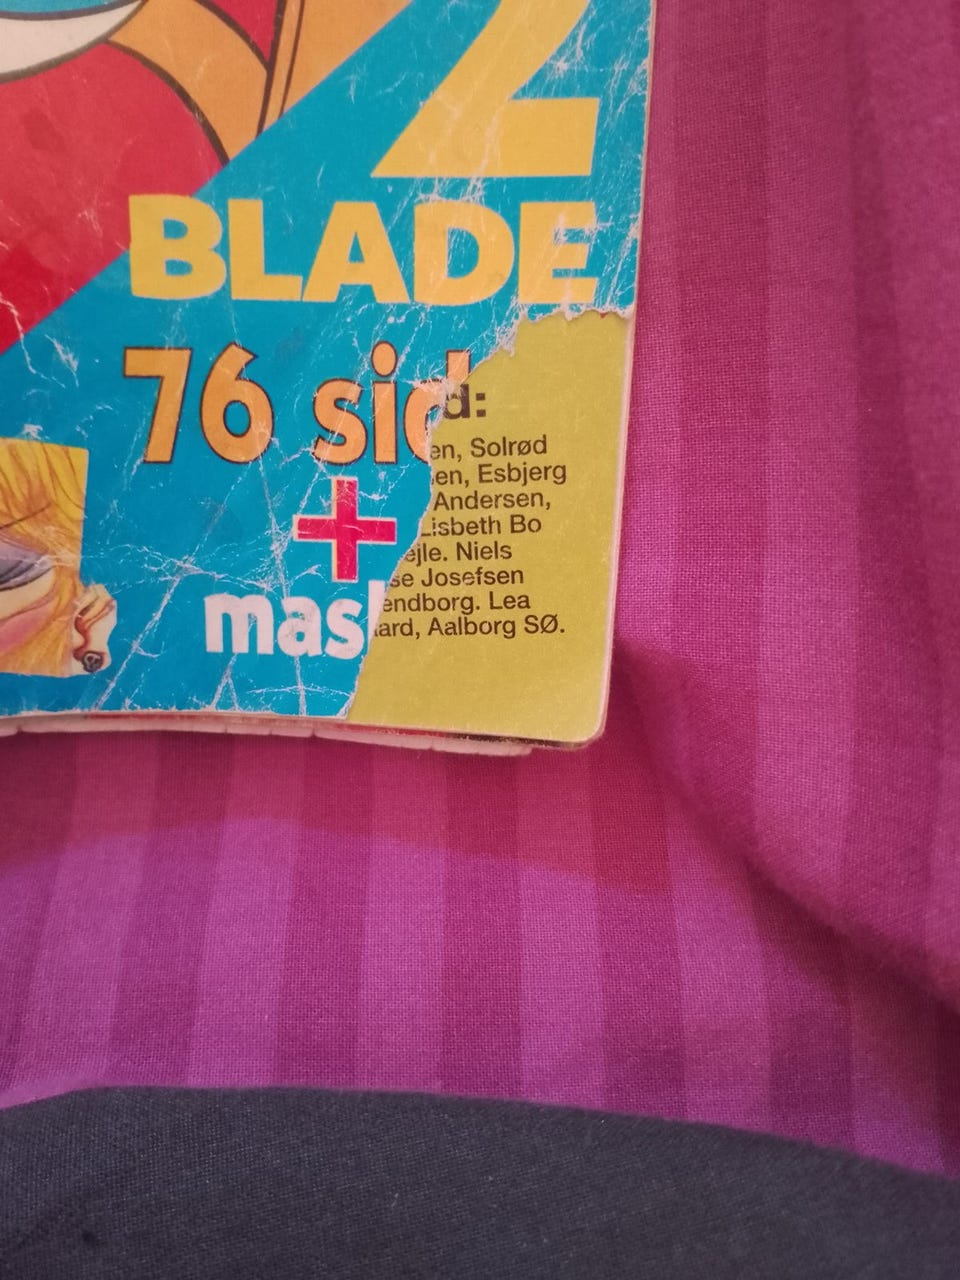 2
BLADE
76 sid
+
mas
d:
en, Solrød
en, Esbjerg
Andersen,
Lisbeth Bo
ejle. Niels
se Josefsen
endborg. Lea
ard, Aalborg SØ.